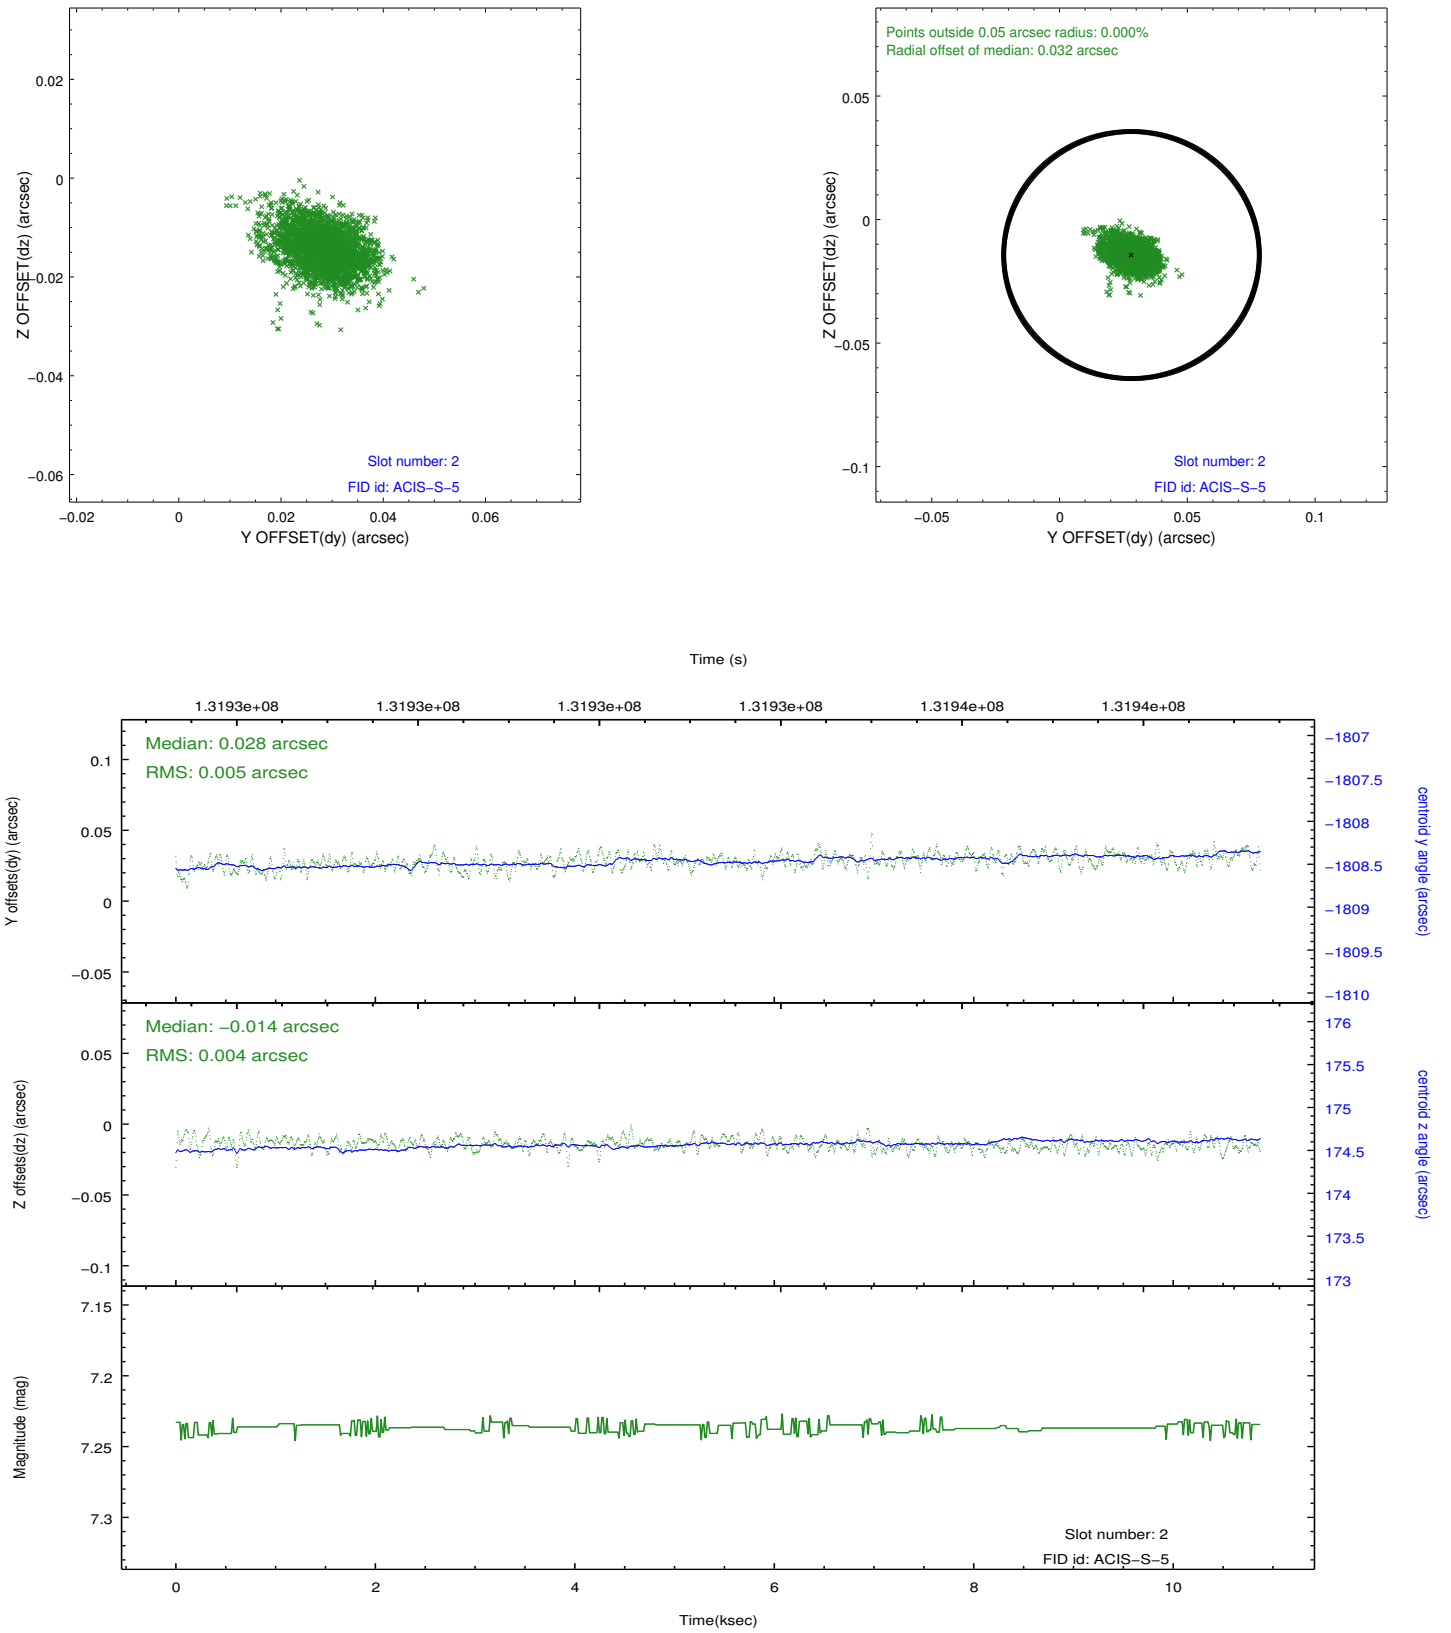 0.02
0
−0.02
−0.04
−0.06
Z OFFSET(dz) (arcsec)
Slot number: 2
FID id: ACIS−S−5
−0.02 0 0.02 0.04 0.06
Y OFFSET(dy) (arcsec)
Points outside 0.05 arcsec radius: 0.000%
Radial offset of median: 0.032 arcsec
0.05
0
−0.05
−0.1
Z OFFSET(dz) (arcsec)
Slot number: 2
FID id: ACIS−S−5
−0.05 0 0.05 0.1
Y OFFSET(dy) (arcsec)
Time (s)
1.3193e+08 1.3193e+08 1.3193e+08 1.3193e+08 1.3194e+08 1.3194e+08
Median: 0.028 arcsec
RMS: 0.005 arcsec
0.1
0.05
0
−0.05
Y offsets(dy) (arcsec)
−1807
−1807.5
−1808
−1808.5
−1809
−1809.5
−1810
centroid y angle (arcsec)
Median: −0.014 arcsec
RMS: 0.004 arcsec
0.05
0
−0.05
−0.1
Z offsets(dz) (arcsec)
176
175.5
175
174.5
174
173.5
173
centroid z angle (arcsec)
7.15
7.2
7.25
7.3
Magnitude (mag)
Slot number: 2
FID id: ACIS−S−5
0 2 4 6 8 10
Time(ksec)